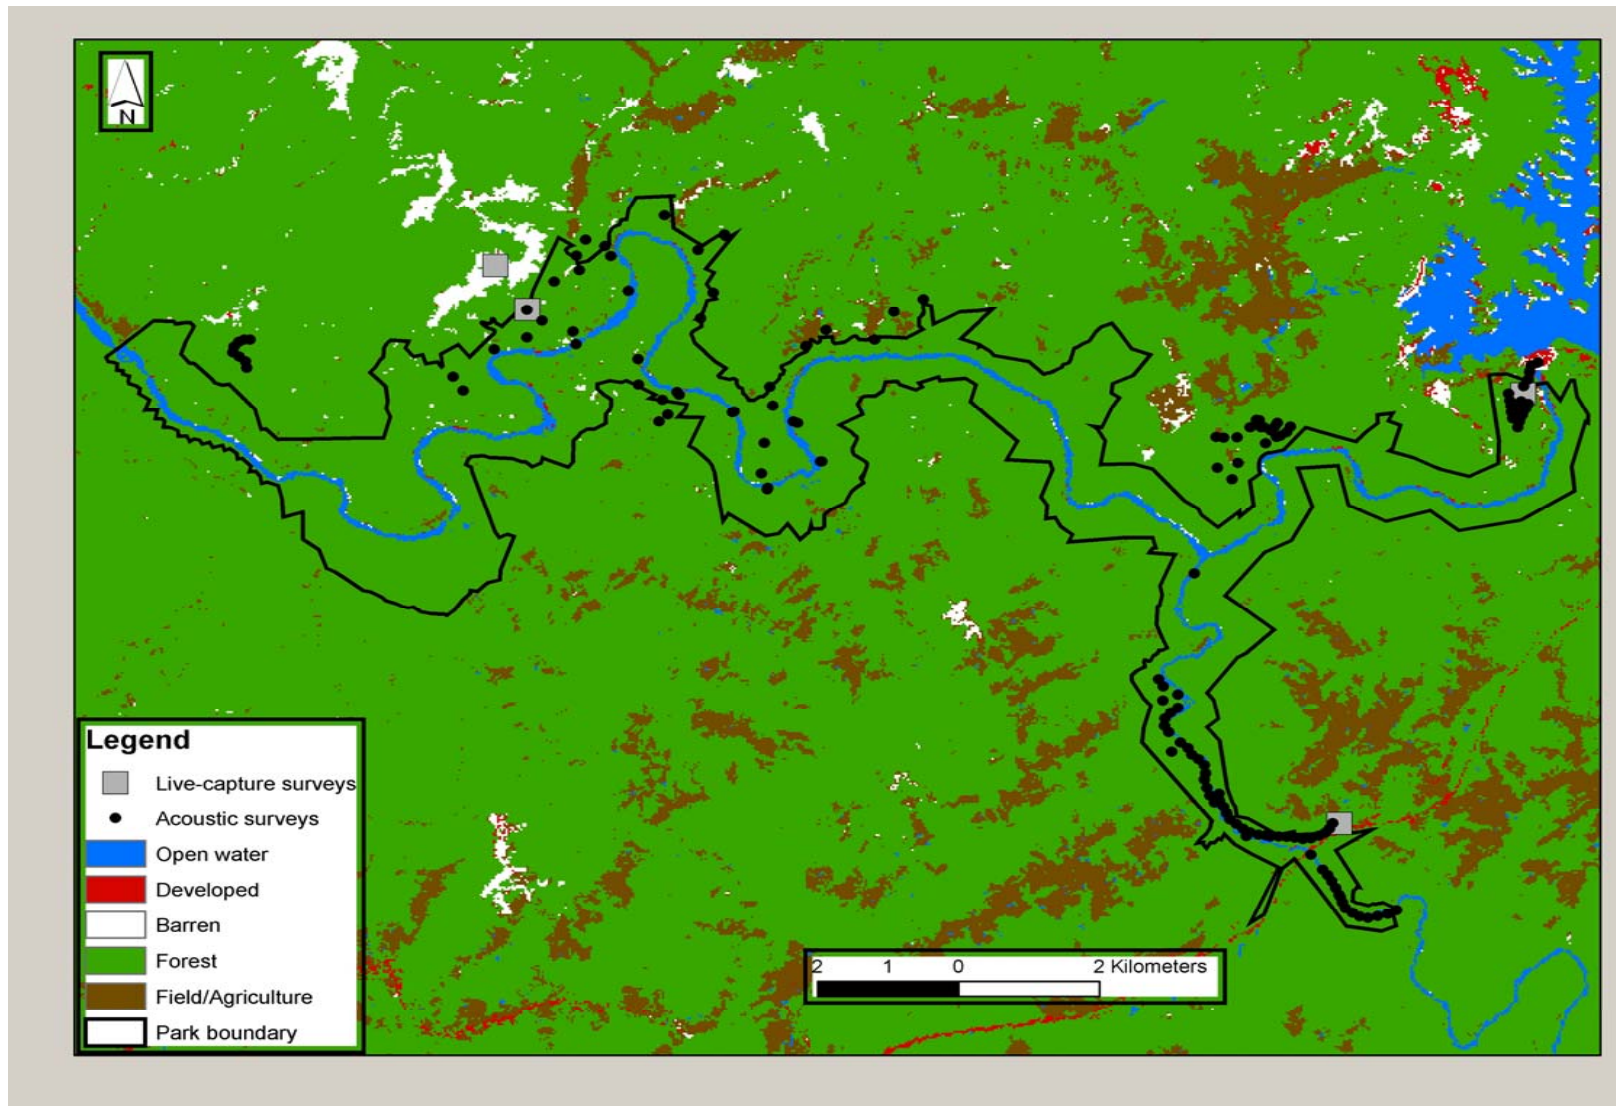 N
Legend
Live-capture surveys
Acoustic surveys
Open water
Developed
Barren
Forest
Field/Agriculture
Park boundary
2 1 0 2 Kilometers